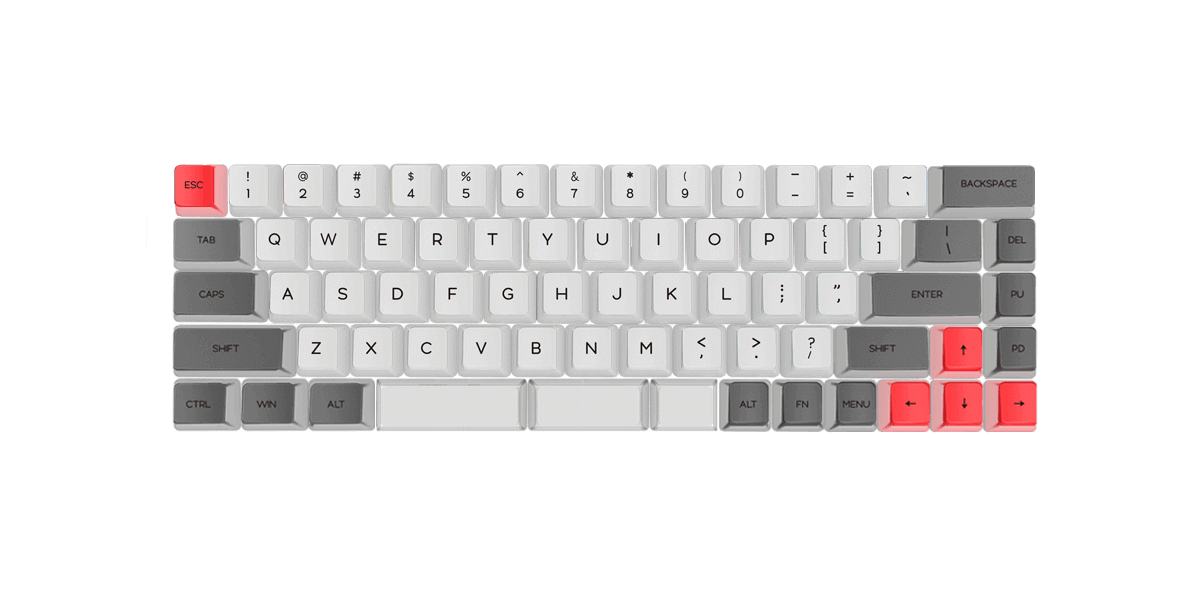 ESC ! @ # $ % ^ & * ( ) − + ~ BACKSPACE
1 2 3 4 5 6 7 8 9 0 - = `
TAB Q W E R T Y U I O P { } | DEL
[ ] \
CAPS A S D F G H J K L : " ENTER PU
; '
SHIFT Z X C V B N M < > ? SHIFT ↑ PD
, . /
CTRL WIN ALT ALT FN MENU ← ↓ →